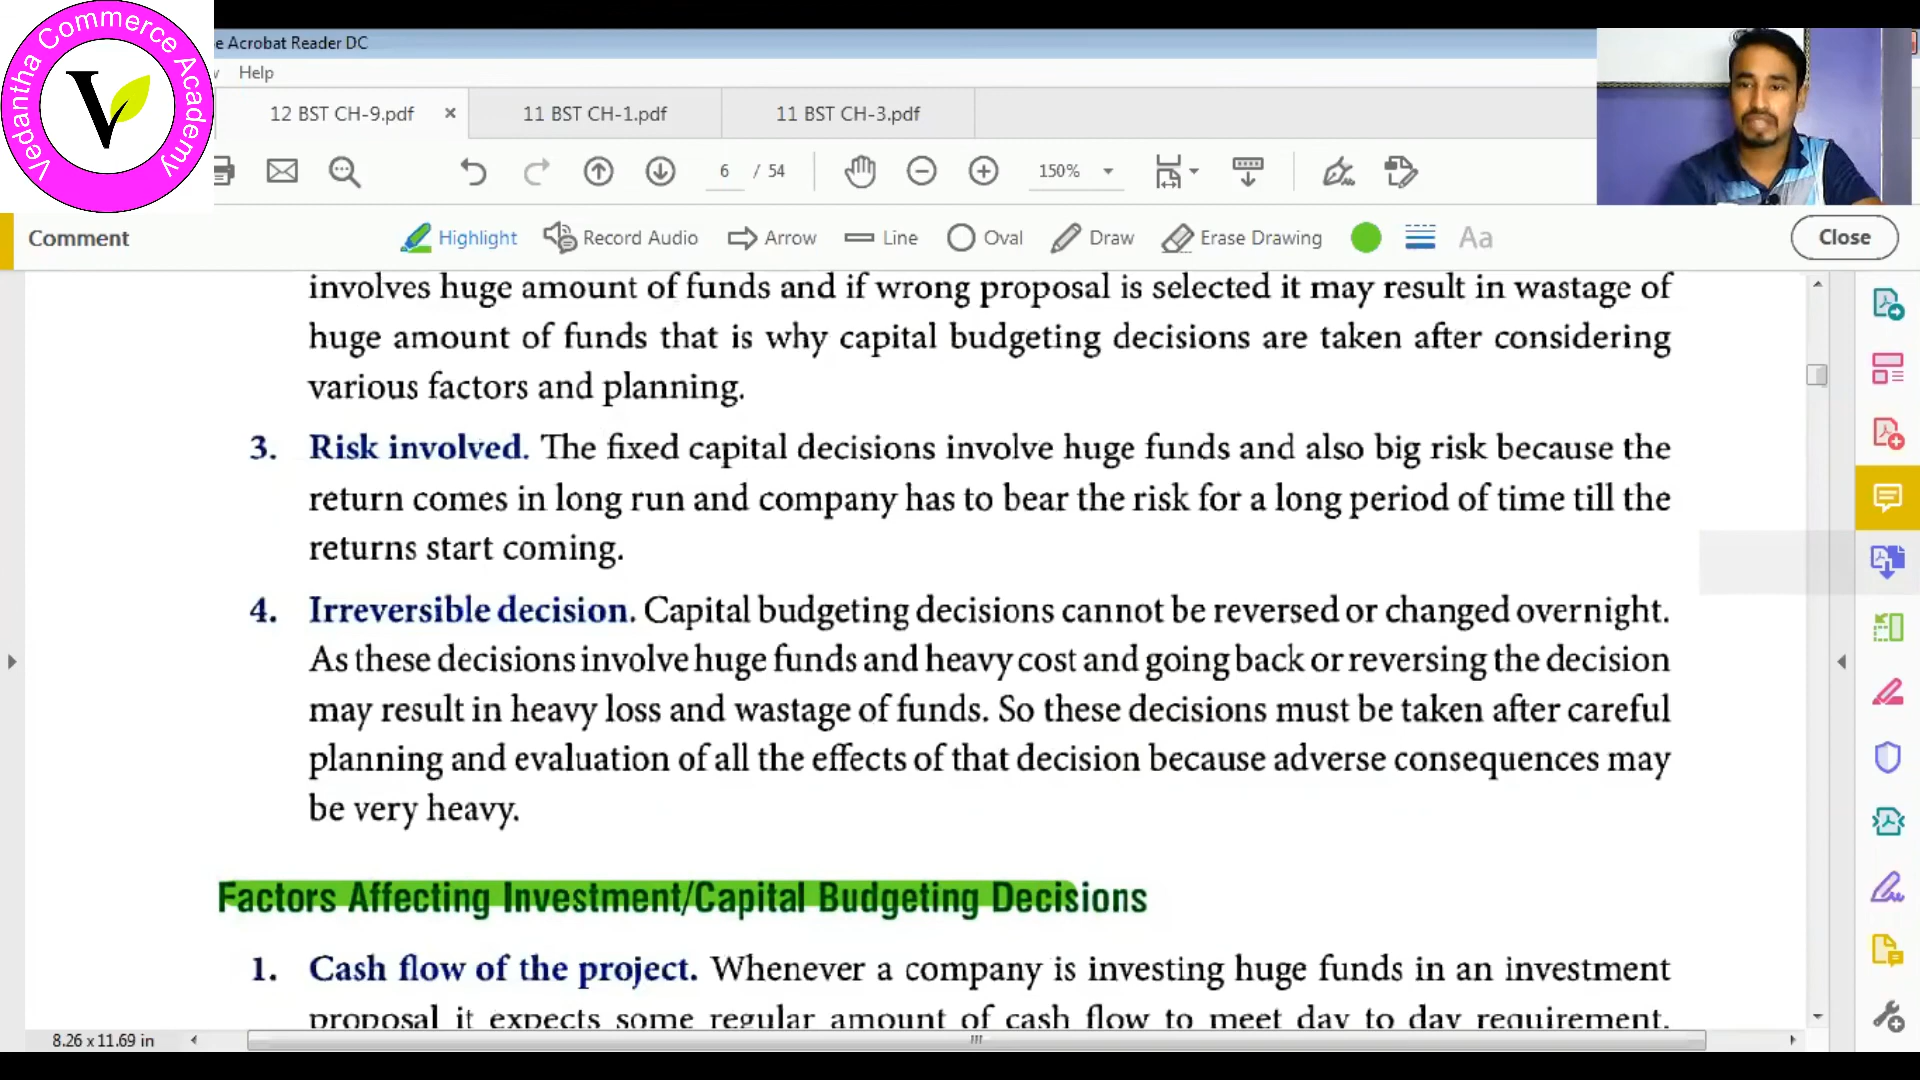 Vedantha Commerce Academy
V
e Acrobat Reader DC
w Help
12 BST CH-9.pdf × 11 BST CH-1.pdf 11 BST CH-3.pdf
6 / 54 150%
Comment Highlight Record Audio Arrow Line Oval Draw Erase Drawing Aa Close
involves huge amount of funds and if wrong proposal is selected it may result in wastage of
huge amount of funds that is why capital budgeting decisions are taken after considering
various factors and planning.
3. Risk involved. The fixed capital decisions involve huge funds and also big risk because the
return comes in long run and company has to bear the risk for a long period of time till the
returns start coming.
4. Irreversible decision. Capital budgeting decisions cannot be reversed or changed overnight.
As these decisions involve huge funds and heavy cost and going back or reversing the decision
may result in heavy loss and wastage of funds. So these decisions must be taken after careful
planning and evaluation of all the effects of that decision because adverse consequences may
be very heavy.
Factors Affecting Investment/Capital Budgeting Decisions
1. Cash flow of the project. Whenever a company is investing huge funds in an investment
proposal it expects some regular amount of cash flow to meet day to day requirement.
8.26 x 11.69 in